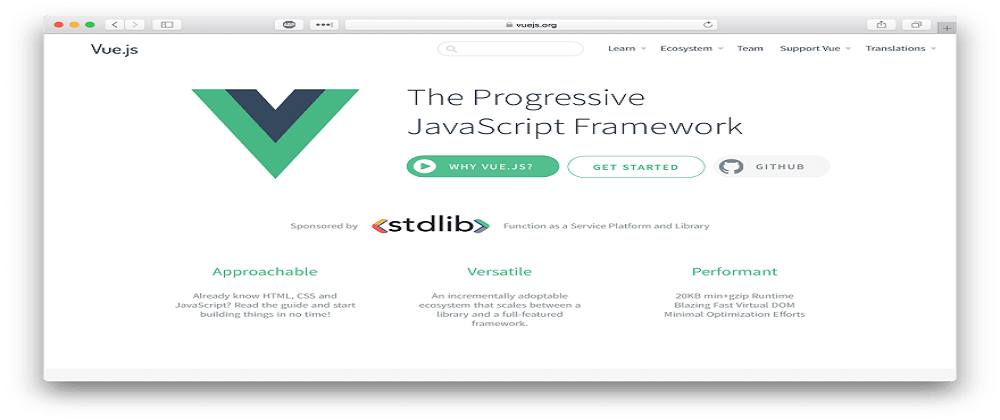 vuejs.org
Vue.js
Learn Ecosystem Team Support Vue Translations
The Progressive
JavaScript Framework
WHY VUE.JS? GET STARTED GITHUB
Sponsored by <stdlib> Function as a Service Platform and Library
Approachable
Already know HTML, CSS and
JavaScript? Read the guide and start
building things in no time!
Versatile
An incrementally adoptable
ecosystem that scales between a
library and a full-featured
framework.
Performant
20KB min+gzip Runtime
Blazing Fast Virtual DOM
Minimal Optimization Efforts